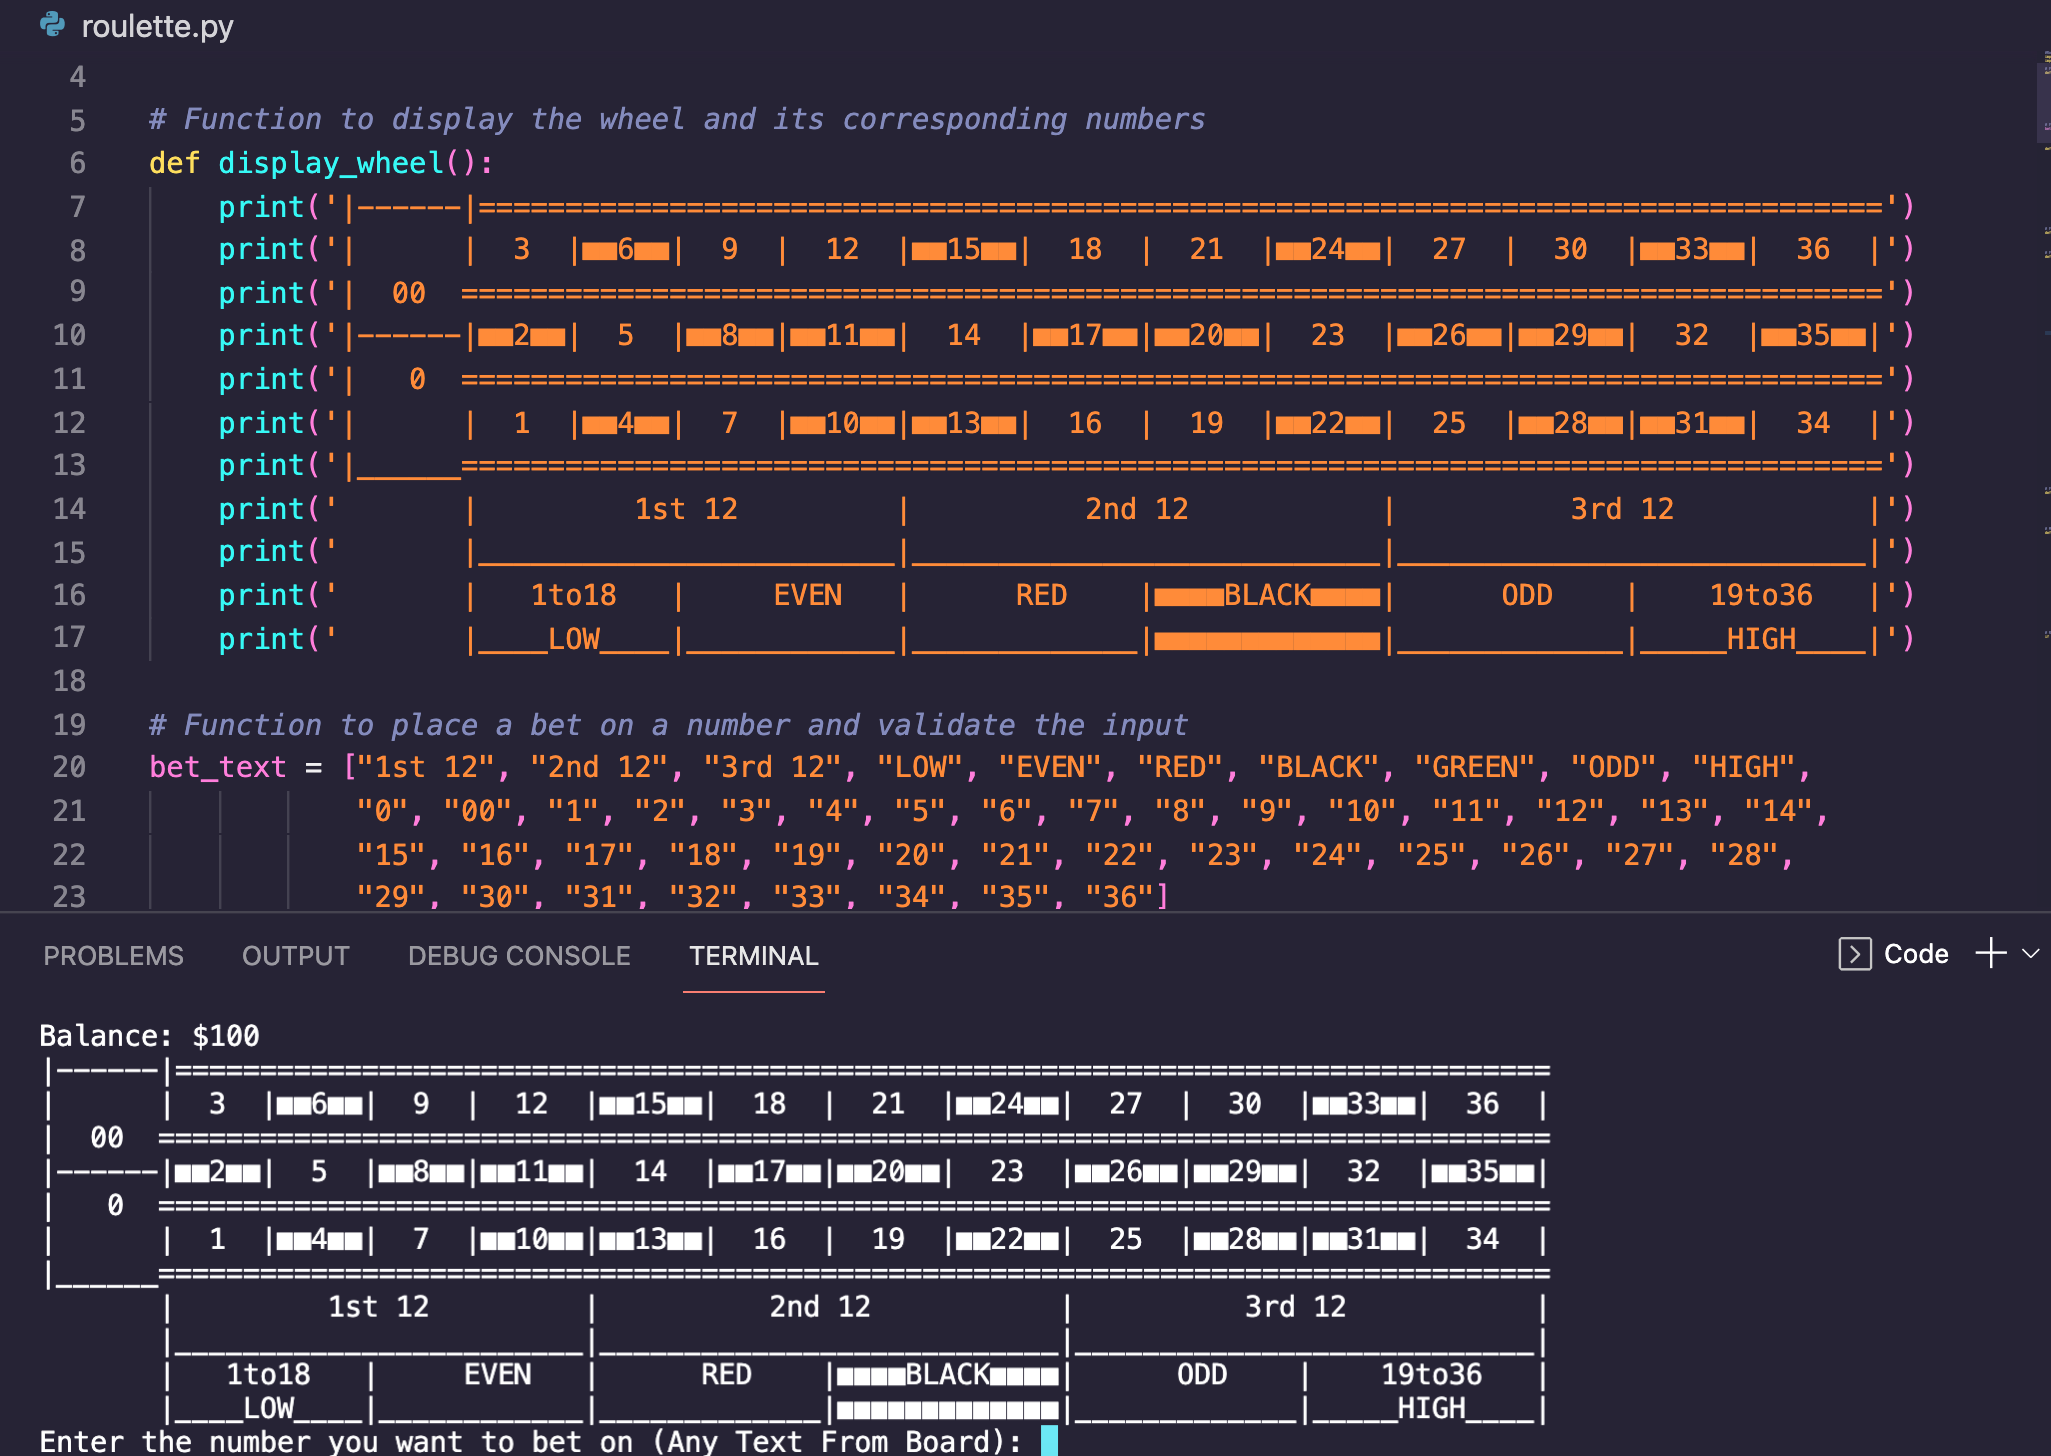 roulette.py
4
5 # Function to display the wheel and its corresponding numbers
6 def display_wheel():
7     print('|------|=================================================================================')
8     print('|      |  3  |■■6■■|  9  |  12  |■■15■■|  18  |  21  |■■24■■|  27  |  30  |■■33■■|  36  |')
9     print('|  00  ==================================================================================')
10     print('|------|■■2■■|  5  |■■8■■|■■11■■|  14  |■■17■■|■■20■■|  23  |■■26■■|■■29■■|  32  |■■35■■|')
11     print('|   0  ==================================================================================')
12     print('|      |  1  |■■4■■|  7  |■■10■■|■■13■■|  16  |  19  |■■22■■|  25  |■■28■■|■■31■■|  34  |')
13     print('|______==================================================================================')
14     print('       |         1st 12         |          2nd 12           |          3rd 12           |')
15     print('       |________________________|___________________________|___________________________|')
16     print('       |   1to18   |     EVEN   |      RED    |■■■■BLACK■■■■|      ODD    |    19to36   |')
17     print('       |____LOW____|____________|_____________|■■■■■■■■■■■■■|_____________|_____HIGH____|')
18
19 # Function to place a bet on a number and validate the input
20 bet_text = ["1st 12", "2nd 12", "3rd 12", "LOW", "EVEN", "RED", "BLACK", "GREEN", "ODD", "HIGH",
21             "0", "00", "1", "2", "3", "4", "5", "6", "7", "8", "9", "10", "11", "12", "13", "14",
22             "15", "16", "17", "18", "19", "20", "21", "22", "23", "24", "25", "26", "27", "28",
23             "29", "30", "31", "32", "33", "34", "35", "36"]
PROBLEMS OUTPUT DEBUG CONSOLE TERMINAL Code
Balance: $100
|------|=================================================================================
|      |  3  |■■6■■|  9  |  12  |■■15■■|  18  |  21  |■■24■■|  27  |  30  |■■33■■|  36  |
|  00  ==================================================================================
|------|■■2■■|  5  |■■8■■|■■11■■|  14  |■■17■■|■■20■■|  23  |■■26■■|■■29■■|  32  |■■35■■|
|   0  ==================================================================================
|      |  1  |■■4■■|  7  |■■10■■|■■13■■|  16  |  19  |■■22■■|  25  |■■28■■|■■31■■|  34  |
|______==================================================================================
       |         1st 12         |          2nd 12           |          3rd 12           |
       |________________________|___________________________|___________________________|
       |   1to18   |     EVEN   |      RED    |■■■■BLACK■■■■|      ODD    |    19to36   |
       |____LOW____|____________|_____________|■■■■■■■■■■■■■|_____________|_____HIGH____|
Enter the number you want to bet on (Any Text From Board):